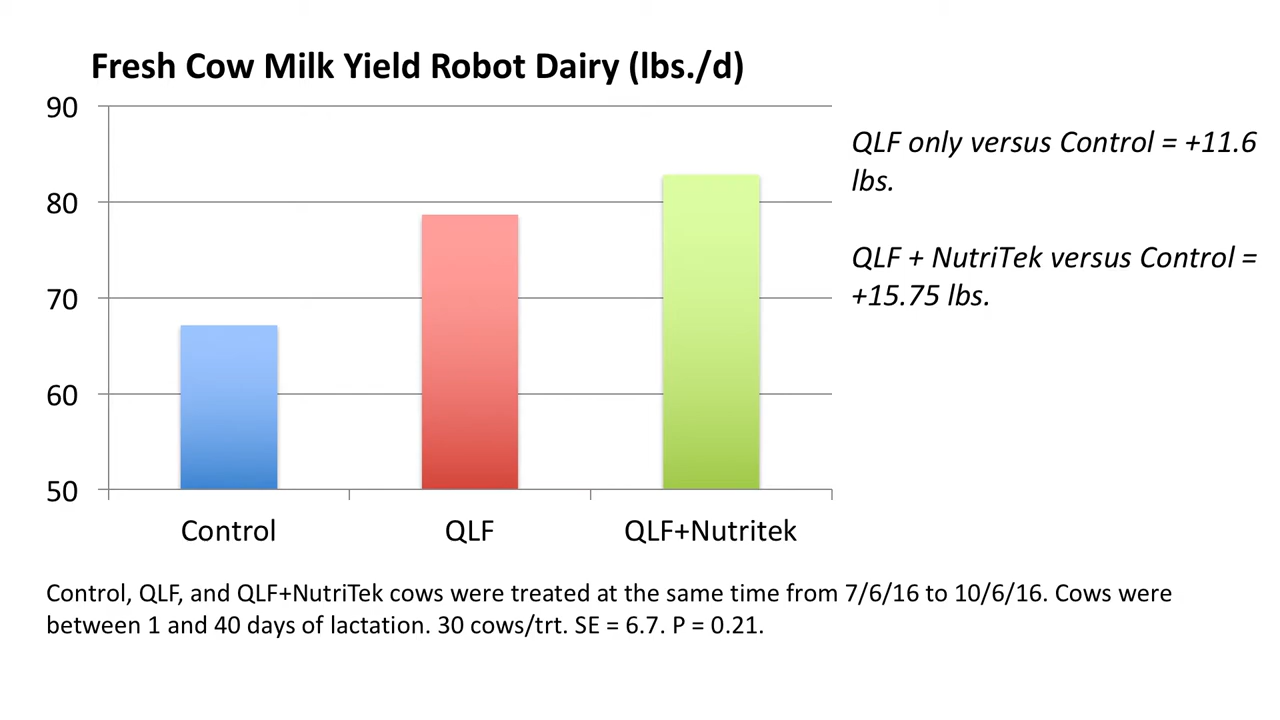 Fresh Cow Milk Yield Robot Dairy (lbs./d)
90
80
70
60
50
Control
QLF
QLF+Nutritek
QLF only versus Control = +11.6
lbs.
QLF + NutriTek versus Control =
+15.75 lbs.
Control, QLF, and QLF+NutriTek cows were treated at the same time from 7/6/16 to 10/6/16. Cows were
between 1 and 40 days of lactation. 30 cows/trt. SE = 6.7. P = 0.21.